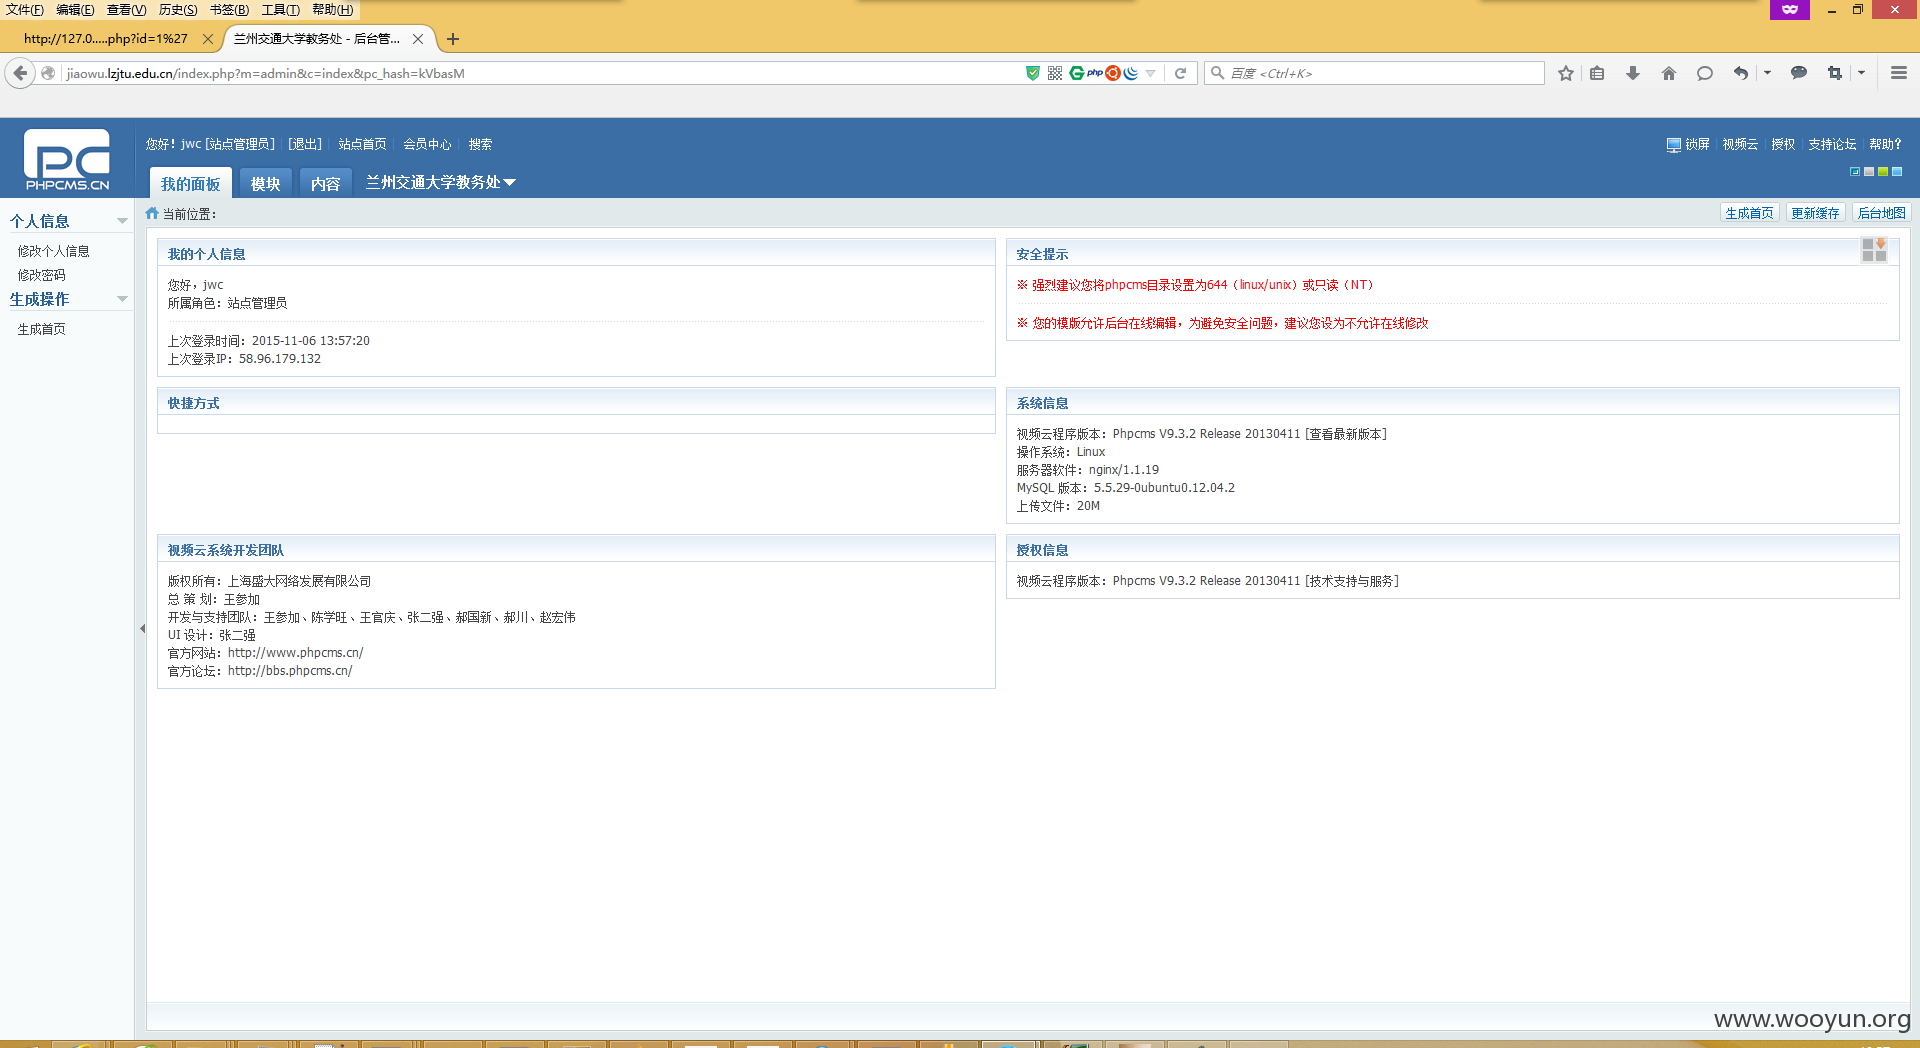 文件(F) 编辑(E) 查看(V) 历史(S) 书签(B) 工具(T) 帮助(H)
http://127.0.....php?id=1%27
兰州交通大学教务处 - 后台管...
jiaowu.lzjtu.edu.cn/index.php?m=admin&c=index&pc_hash=kVbasM
php
百度 <Ctrl+K>
PC
PHPCMS.CN
您好！jwc [站点管理员] [退出] 站点首页 会员中心 搜索
锁屏 视频云 授权 支持论坛 帮助?
我的面板 模块 内容 兰州交通大学教务处
个人信息
修改个人信息
修改密码
生成操作
生成首页
当前位置：
生成首页 更新缓存 后台地图
我的个人信息
您好，jwc
所属角色：站点管理员
上次登录时间：2015-11-06 13:57:20
上次登录IP：58.96.179.132
安全提示
※ 强烈建议您将phpcms目录设置为644（linux/unix）或只读（NT）
※ 您的模版允许后台在线编辑，为避免安全问题，建议您设为不允许在线修改
快捷方式
系统信息
视频云程序版本：Phpcms V9.3.2 Release 20130411 [查看最新版本]
操作系统：Linux
服务器软件：nginx/1.1.19
MySQL 版本：5.5.29-0ubuntu0.12.04.2
上传文件：20M
视频云系统开发团队
版权所有：上海盛大网络发展有限公司
总 策 划：王参加
开发与支持团队：王参加、陈学旺、王官庆、张二强、郝国新、郝川、赵宏伟
UI 设计：张二强
官方网站：http://www.phpcms.cn/
官方论坛：http://bbs.phpcms.cn/
授权信息
视频云程序版本：Phpcms V9.3.2 Release 20130411 [技术支持与服务]
www.wooyun.org